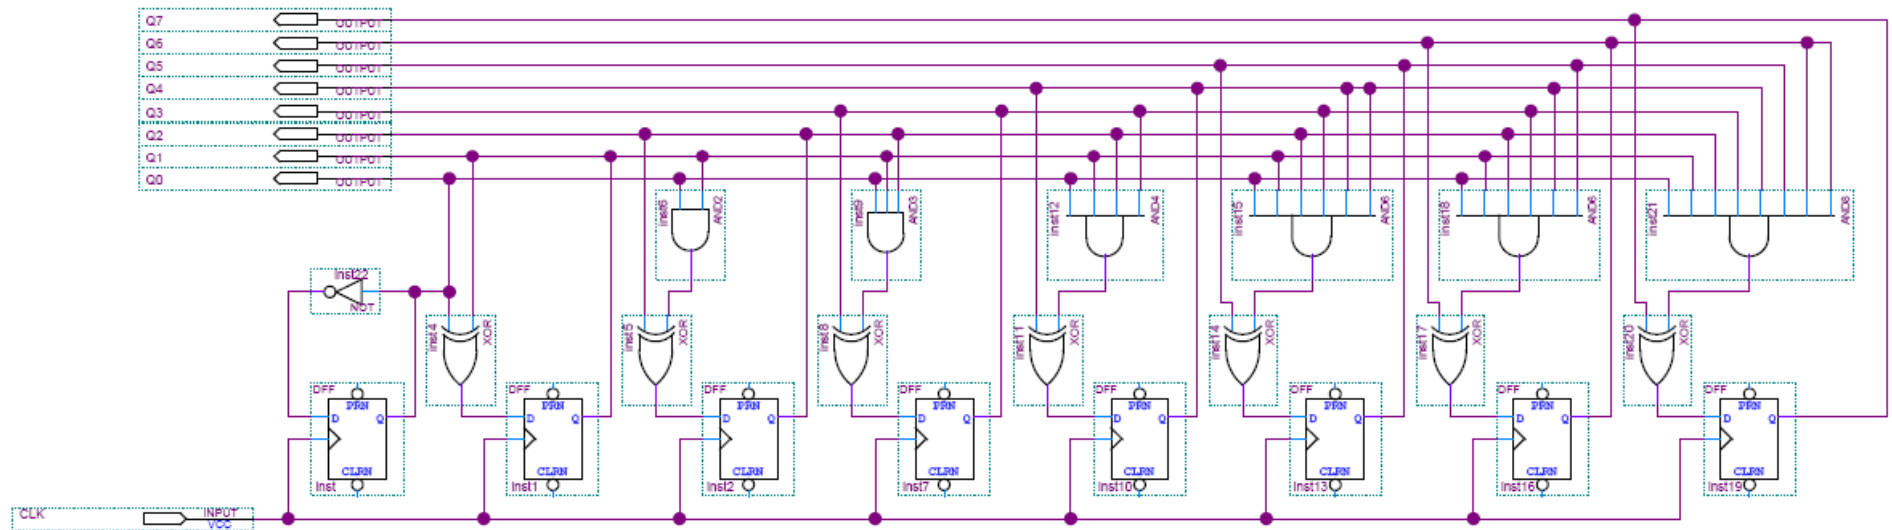 Q7 OUTPUT
Q6 OUTPUT
Q5 OUTPUT
Q4 OUTPUT
Q3 OUTPUT
Q2 OUTPUT
Q1 OUTPUT
Q0 OUTPUT
inst6 AND2
inst9 AND3
inst12 AND4
inst15 AND6
inst18 AND6
inst21 AND8
inst22
NOT
inst4 XOR
inst5 XOR
inst8 XOR
inst11 XOR
inst14 XOR
inst17 XOR
inst20 XOR
DFF
PRN
D Q
CLRN
inst
DFF
PRN
D Q
CLRN
inst1
DFF
PRN
D Q
CLRN
inst2
DFF
PRN
D Q
CLRN
inst7
DFF
PRN
D Q
CLRN
inst10
DFF
PRN
D Q
CLRN
inst13
DFF
PRN
D Q
CLRN
inst16
DFF
PRN
D Q
CLRN
inst19
CLK INPUT
VCC